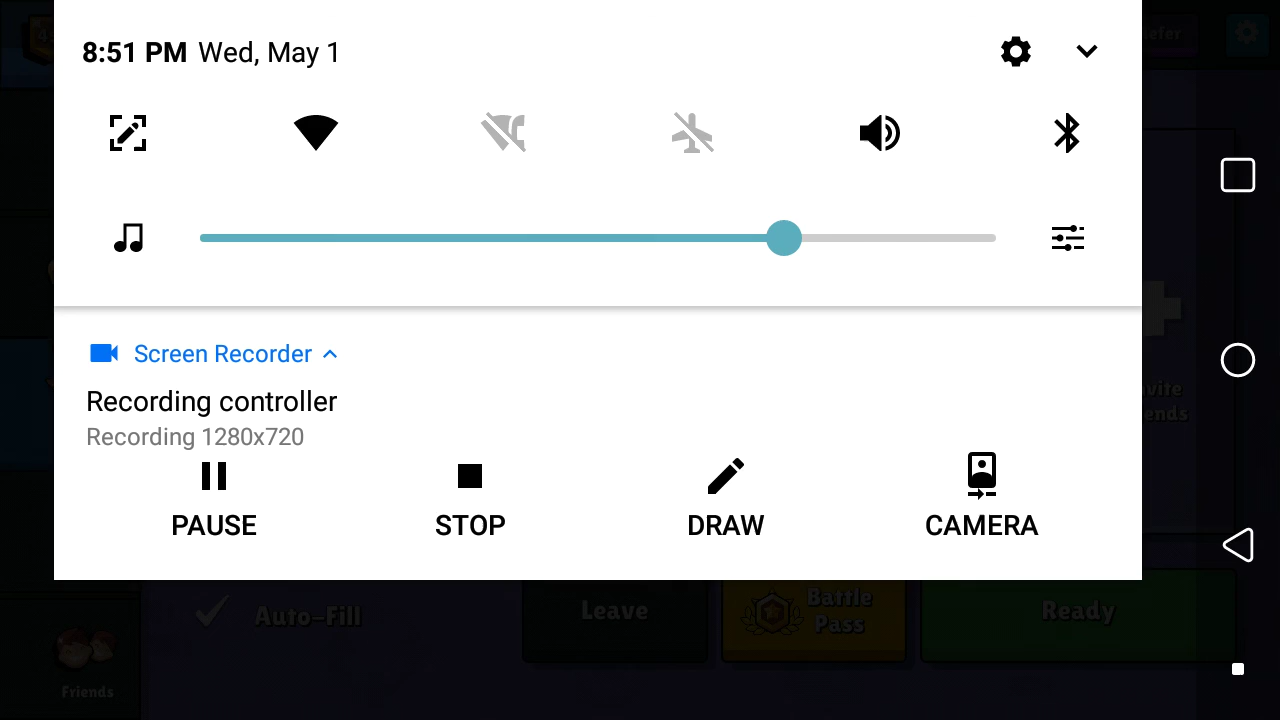 8:51 PM Wed, May 1
Screen Recorder
Recording controller
Recording 1280x720
PAUSE STOP DRAW CAMERA
Auto-Fill
Leave
Battle
Pass
Ready
Friends